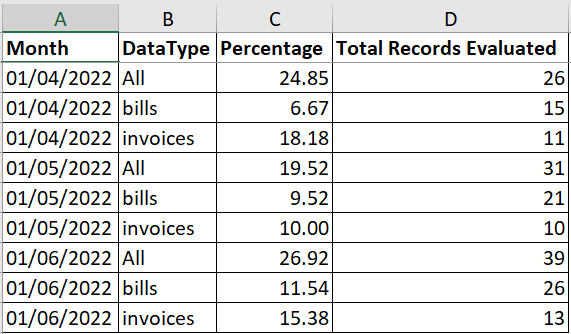 A B C D
Month DataType Percentage Total Records Evaluated
01/04/2022 All 24.85 26
01/04/2022 bills 6.67 15
01/04/2022 invoices 18.18 11
01/05/2022 All 19.52 31
01/05/2022 bills 9.52 21
01/05/2022 invoices 10.00 10
01/06/2022 All 26.92 39
01/06/2022 bills 11.54 26
01/06/2022 invoices 15.38 13